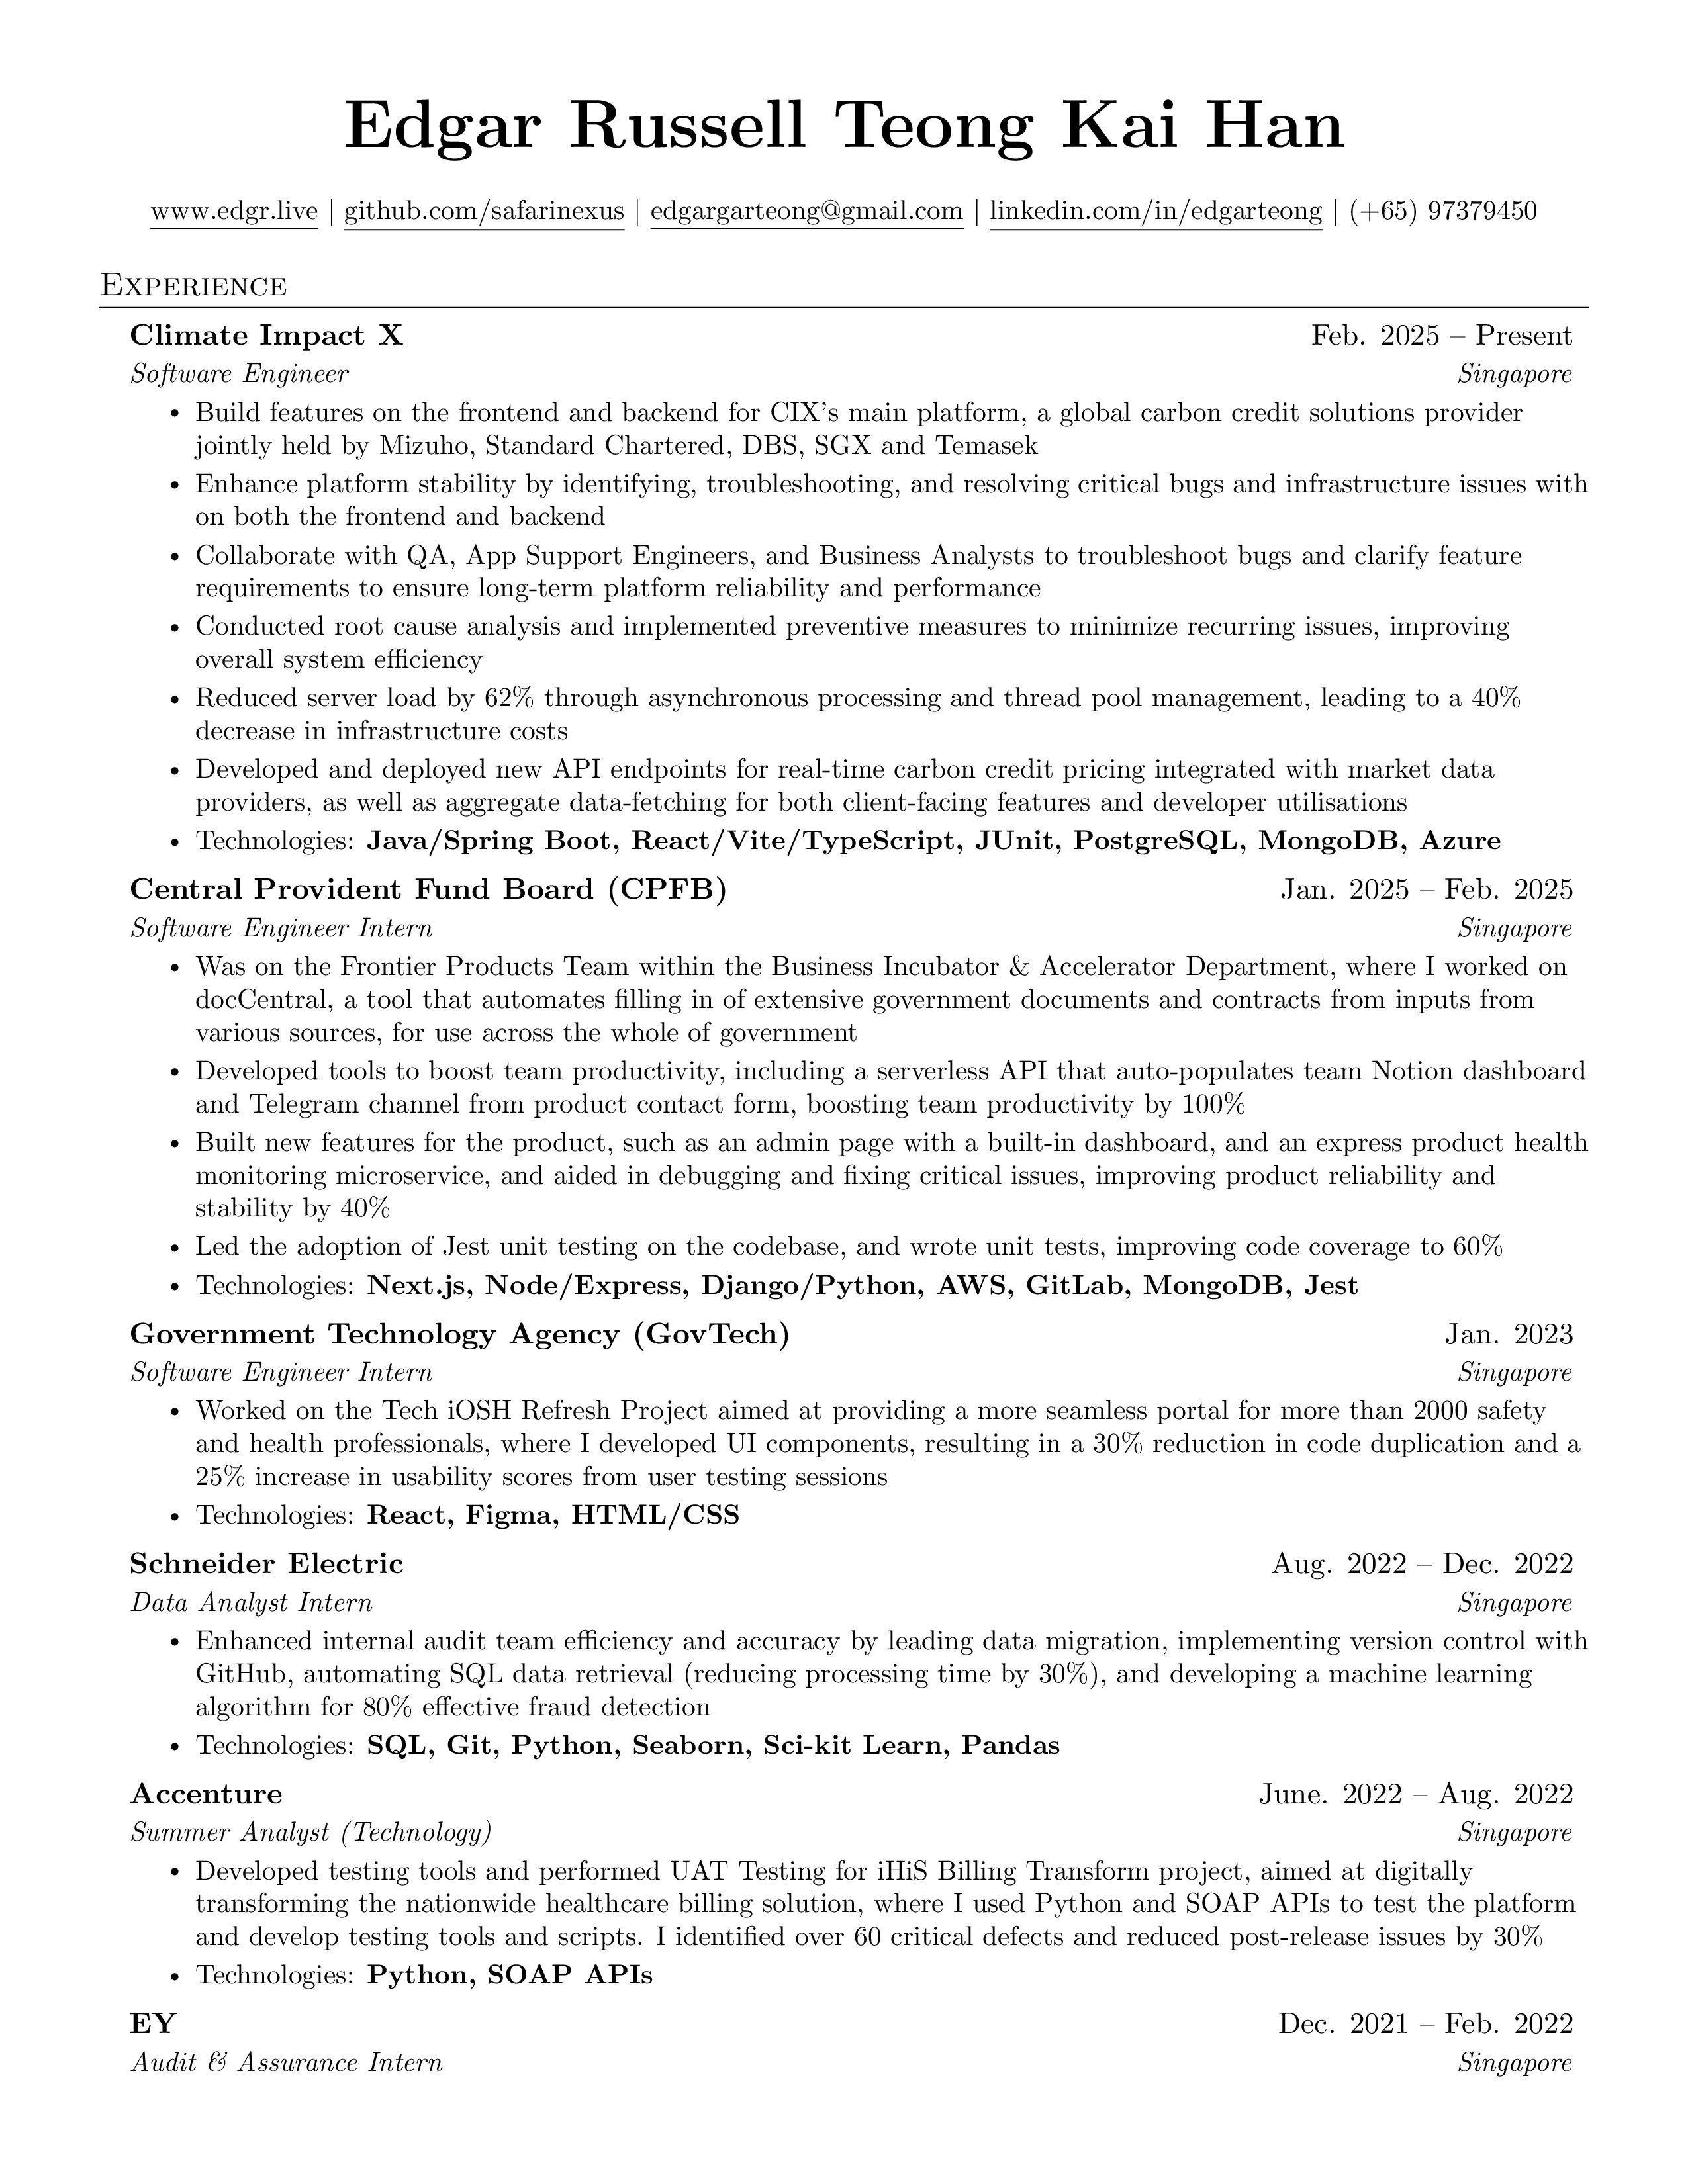 Edgar Russell Teong Kai Han
www.edgr.live | github.com/safarinexus | edgargarteong@gmail.com | linkedin.com/in/edgarteong | (+65) 97379450
Experience
Climate Impact X Feb. 2025 – Present
Software Engineer Singapore
• Build features on the frontend and backend for CIX's main platform, a global carbon credit solutions provider
jointly held by Mizuho, Standard Chartered, DBS, SGX and Temasek
• Enhance platform stability by identifying, troubleshooting, and resolving critical bugs and infrastructure issues with
on both the frontend and backend
• Collaborate with QA, App Support Engineers, and Business Analysts to troubleshoot bugs and clarify feature
requirements to ensure long-term platform reliability and performance
• Conducted root cause analysis and implemented preventive measures to minimize recurring issues, improving
overall system efficiency
• Reduced server load by 62% through asynchronous processing and thread pool management, leading to a 40%
decrease in infrastructure costs
• Developed and deployed new API endpoints for real-time carbon credit pricing integrated with market data
providers, as well as aggregate data-fetching for both client-facing features and developer utilisations
• Technologies: Java/Spring Boot, React/Vite/TypeScript, JUnit, PostgreSQL, MongoDB, Azure
Central Provident Fund Board (CPFB) Jan. 2025 – Feb. 2025
Software Engineer Intern Singapore
• Was on the Frontier Products Team within the Business Incubator & Accelerator Department, where I worked on
docCentral, a tool that automates filling in of extensive government documents and contracts from inputs from
various sources, for use across the whole of government
• Developed tools to boost team productivity, including a serverless API that auto-populates team Notion dashboard
and Telegram channel from product contact form, boosting team productivity by 100%
• Built new features for the product, such as an admin page with a built-in dashboard, and an express product health
monitoring microservice, and aided in debugging and fixing critical issues, improving product reliability and
stability by 40%
• Led the adoption of Jest unit testing on the codebase, and wrote unit tests, improving code coverage to 60%
• Technologies: Next.js, Node/Express, Django/Python, AWS, GitLab, MongoDB, Jest
Government Technology Agency (GovTech) Jan. 2023
Software Engineer Intern Singapore
• Worked on the Tech iOSH Refresh Project aimed at providing a more seamless portal for more than 2000 safety
and health professionals, where I developed UI components, resulting in a 30% reduction in code duplication and a
25% increase in usability scores from user testing sessions
• Technologies: React, Figma, HTML/CSS
Schneider Electric Aug. 2022 – Dec. 2022
Data Analyst Intern Singapore
• Enhanced internal audit team efficiency and accuracy by leading data migration, implementing version control with
GitHub, automating SQL data retrieval (reducing processing time by 30%), and developing a machine learning
algorithm for 80% effective fraud detection
• Technologies: SQL, Git, Python, Seaborn, Sci-kit Learn, Pandas
Accenture June. 2022 – Aug. 2022
Summer Analyst (Technology) Singapore
• Developed testing tools and performed UAT Testing for iHiS Billing Transform project, aimed at digitally
transforming the nationwide healthcare billing solution, where I used Python and SOAP APIs to test the platform
and develop testing tools and scripts. I identified over 60 critical defects and reduced post-release issues by 30%
• Technologies: Python, SOAP APIs
EY Dec. 2021 – Feb. 2022
Audit & Assurance Intern Singapore